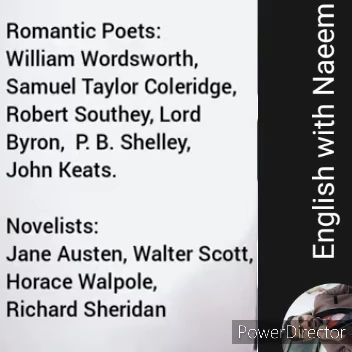 Romantic Poets:
William Wordsworth,
Samuel Taylor Coleridge,
Robert Southey, Lord
Byron,  P. B. Shelley,
John Keats.

Novelists:
Jane Austen, Walter Scott,
Horace Walpole,
Richard Sheridan
English with Naeem
PowerDirector